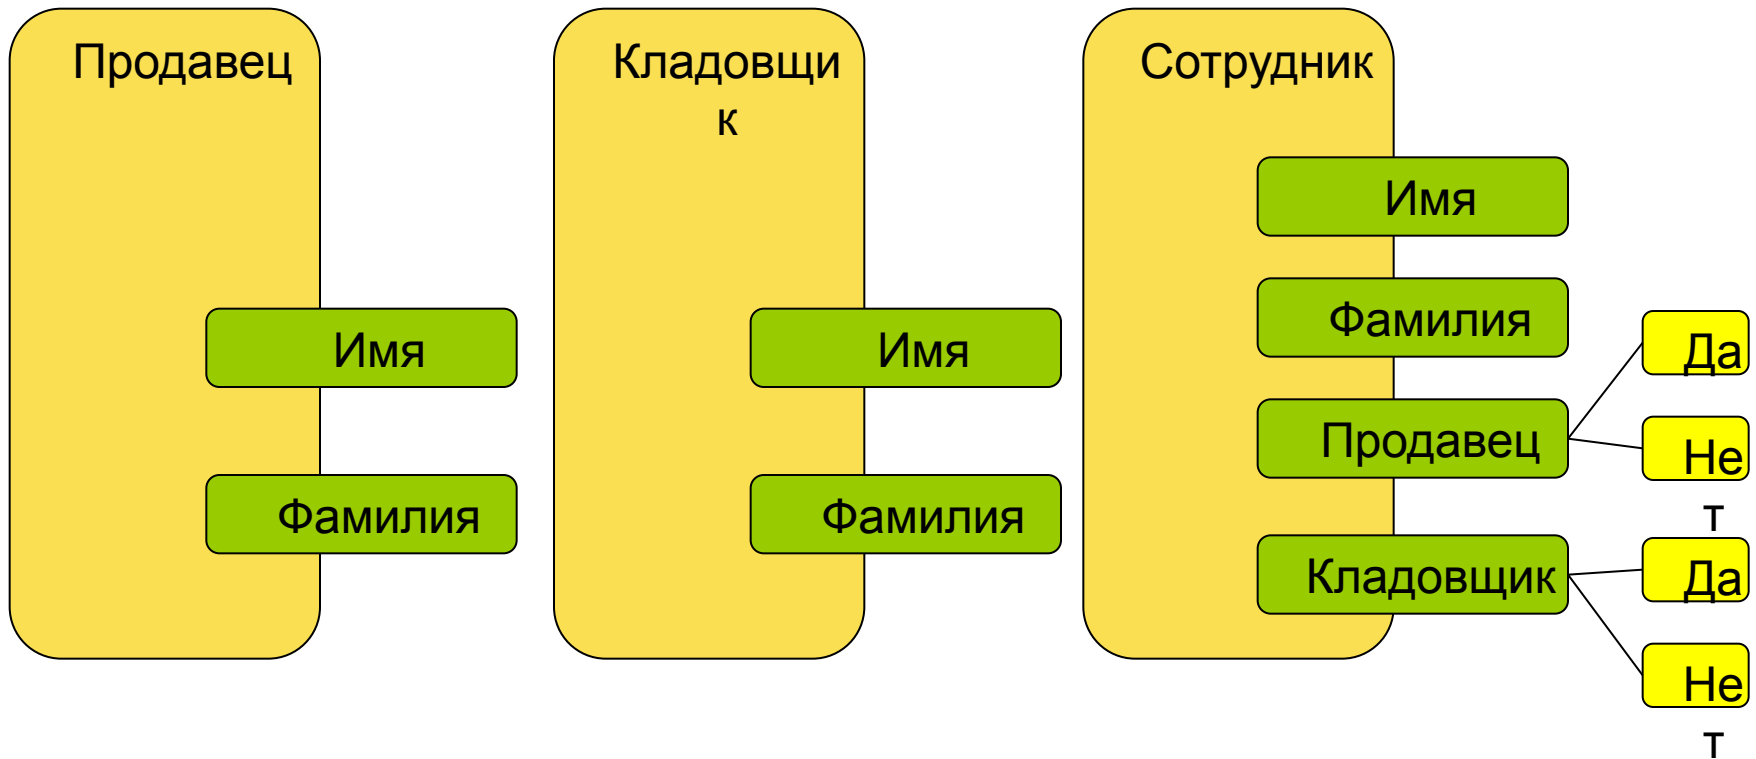 Продавец
Имя
Фамилия
Кладовщи
к
Имя
Фамилия
Сотрудник
Имя
Фамилия
Продавец
Да
Не
т
Кладовщик
Да
Не
т